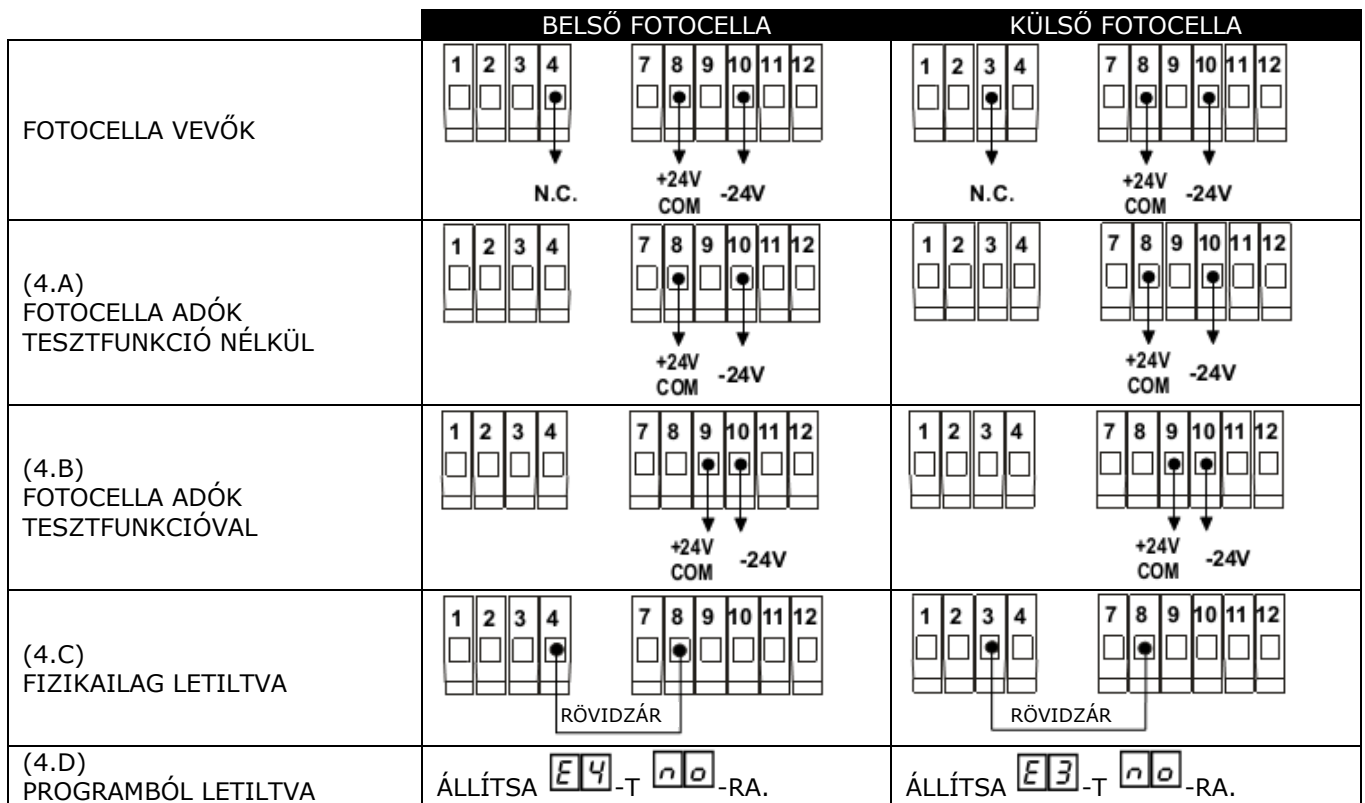 BELSŐ FOTOCELLA KÜLSŐ FOTOCELLA
FOTOCELLA VEVŐK
1 2 3 4 7 8 9 10 11 12
N.C. +24V COM -24V
1 2 3 4 7 8 9 10 11 12
N.C. +24V COM -24V
(4.A)
FOTOCELLA ADÓK
TESZTFUNKCIÓ NÉLKÜL
1 2 3 4 7 8 9 10 11 12
+24V
COM -24V
1 2 3 4 7 8 9 10 11 12
+24V
COM -24V
(4.B)
FOTOCELLA ADÓK
TESZTFUNKCIÓVAL
1 2 3 4 7 8 9 10 11 12
+24V
COM -24V
1 2 3 4 7 8 9 10 11 12
+24V
COM -24V
(4.C)
FIZIKAILAG LETILTVA
1 2 3 4 7 8 9 10 11 12
RÖVIDZÁR
1 2 3 4 7 8 9 10 11 12
RÖVIDZÁR
(4.D)
PROGRAMBÓL LETILTVA
ÁLLÍTSA E4-T no-RA.
ÁLLÍTSA E3-T no-RA.